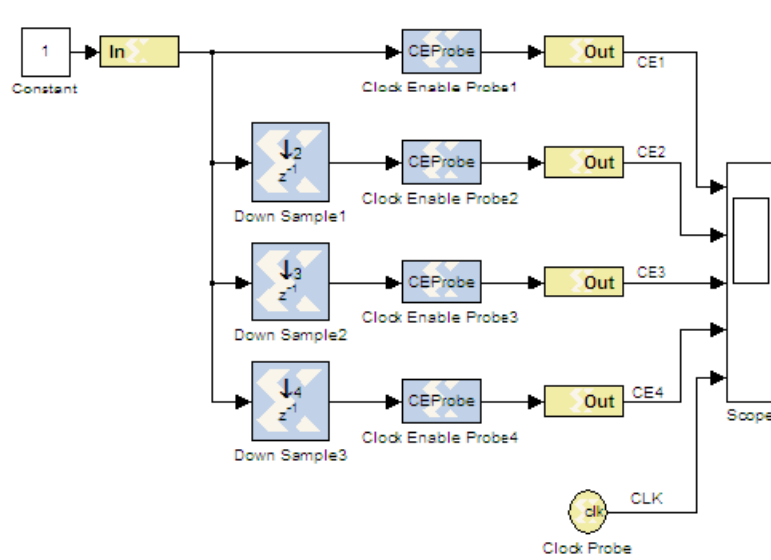 1
In
CEProbe
Out
CE1
Constant
Clock Enable Probe1
↓2
z⁻¹
CEProbe
Out
CE2
Down Sample1
Clock Enable Probe2
↓3
z⁻¹
CEProbe
Out
CE3
Down Sample2
Clock Enable Probe3
↓4
z⁻¹
CEProbe
Out
CE4
Scope
Down Sample3
Clock Enable Probe4
clk
CLK
Clock Probe